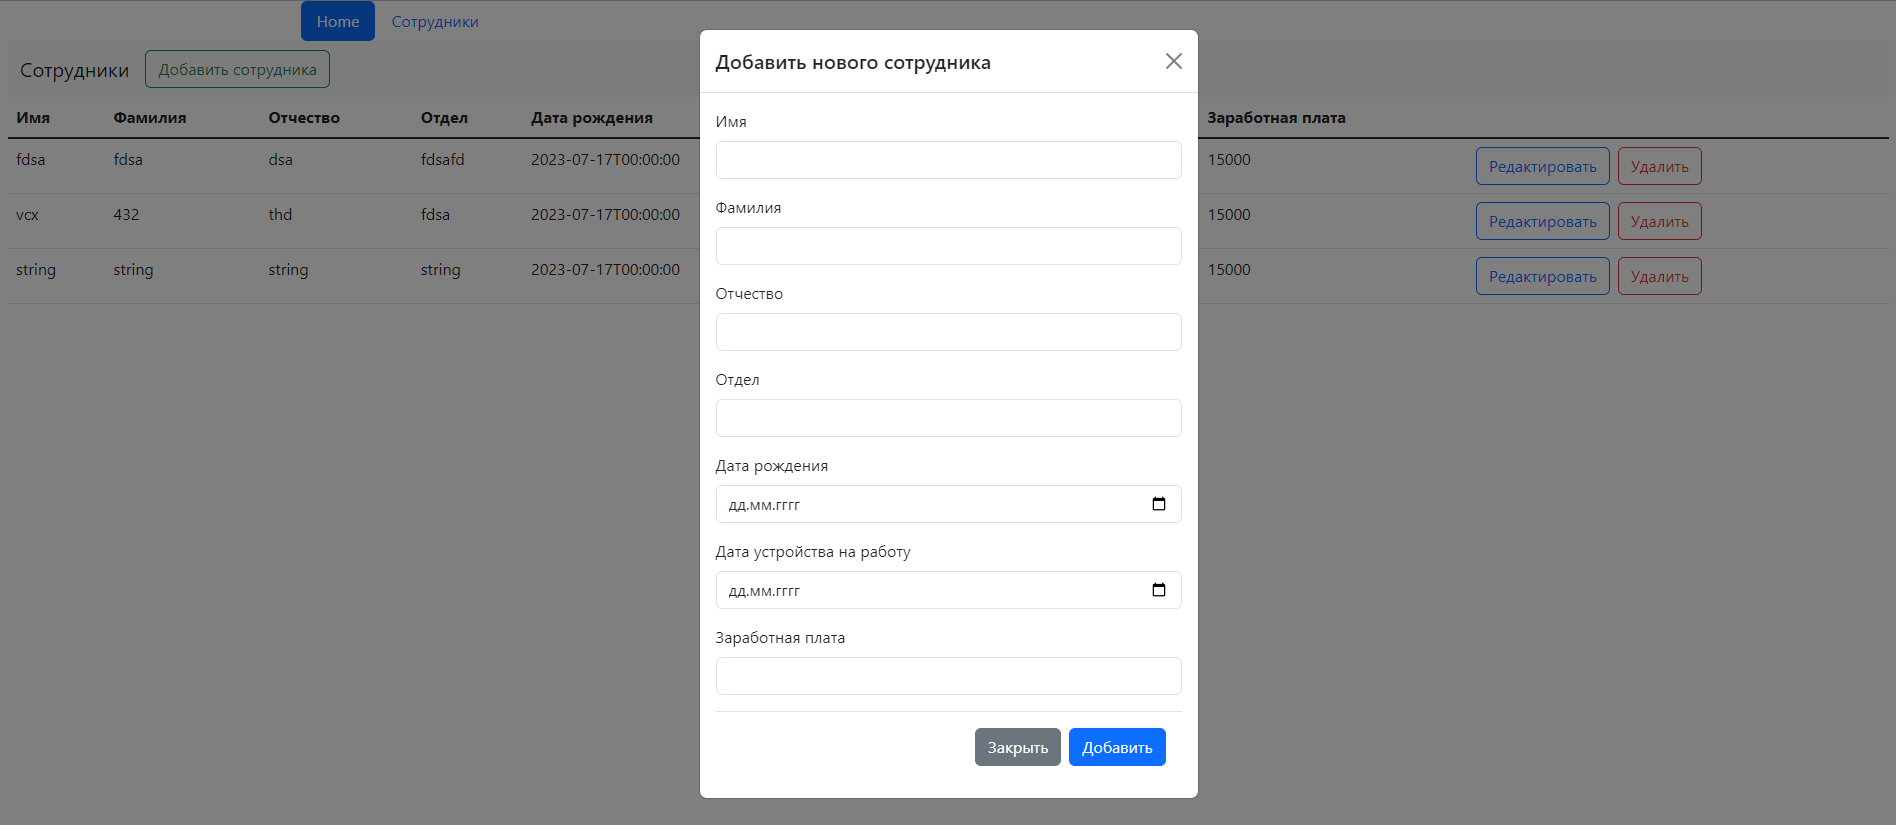 Home Сотрудники
Сотрудники Добавить сотрудника
Имя Фамилия Отчество Отдел Дата рождения Заработная плата
fdsa fdsa dsa fdsafd 2023-07-17T00:00:00 15000 Редактировать Удалить
vcx 432 thd fdsa 2023-07-17T00:00:00 15000 Редактировать Удалить
string string string string 2023-07-17T00:00:00 15000 Редактировать Удалить
Добавить нового сотрудника
Имя
Фамилия
Отчество
Отдел
Дата рождения
дд.мм.гггг
Дата устройства на работу
дд.мм.гггг
Заработная плата
Закрыть Добавить